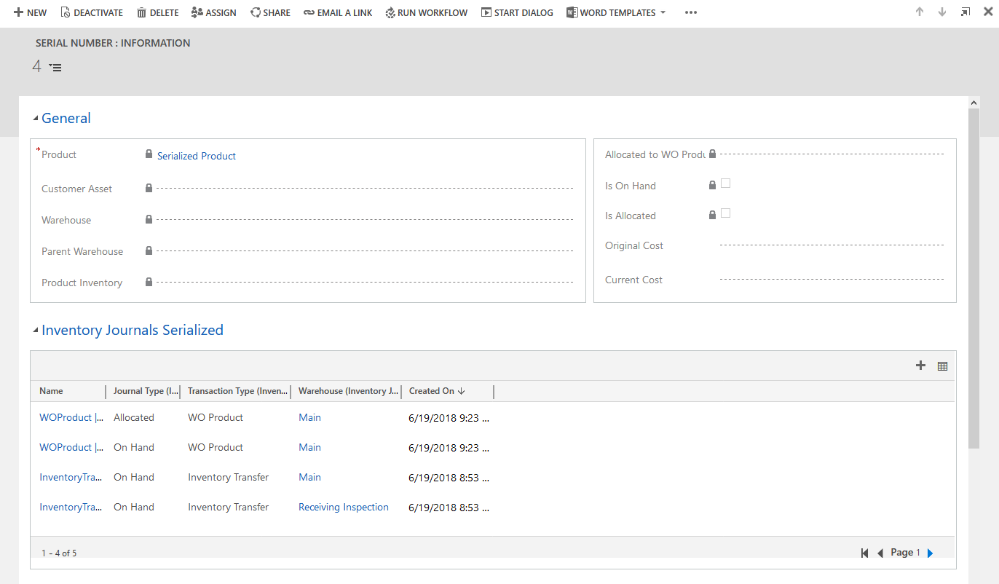 NEW DEACTIVATE DELETE ASSIGN SHARE EMAIL A LINK RUN WORKFLOW START DIALOG WORD TEMPLATES ...
SERIAL NUMBER : INFORMATION
4
General
* Product Serialized Product
Customer Asset
Warehouse
Parent Warehouse
Product Inventory
Allocated to WO Produ
Is On Hand
Is Allocated
Original Cost
Current Cost
Inventory Journals Serialized
Name Journal Type (I... Transaction Type (Inven... Warehouse (Inventory J... Created On
WOProduct |... Allocated WO Product Main 6/19/2018 9:23 ...
WOProduct |... On Hand WO Product Main 6/19/2018 9:23 ...
InventoryTra... On Hand Inventory Transfer Main 6/19/2018 8:53 ...
InventoryTra... On Hand Inventory Transfer Receiving Inspection 6/19/2018 8:53 ...
1 - 4 of 5 Page 1